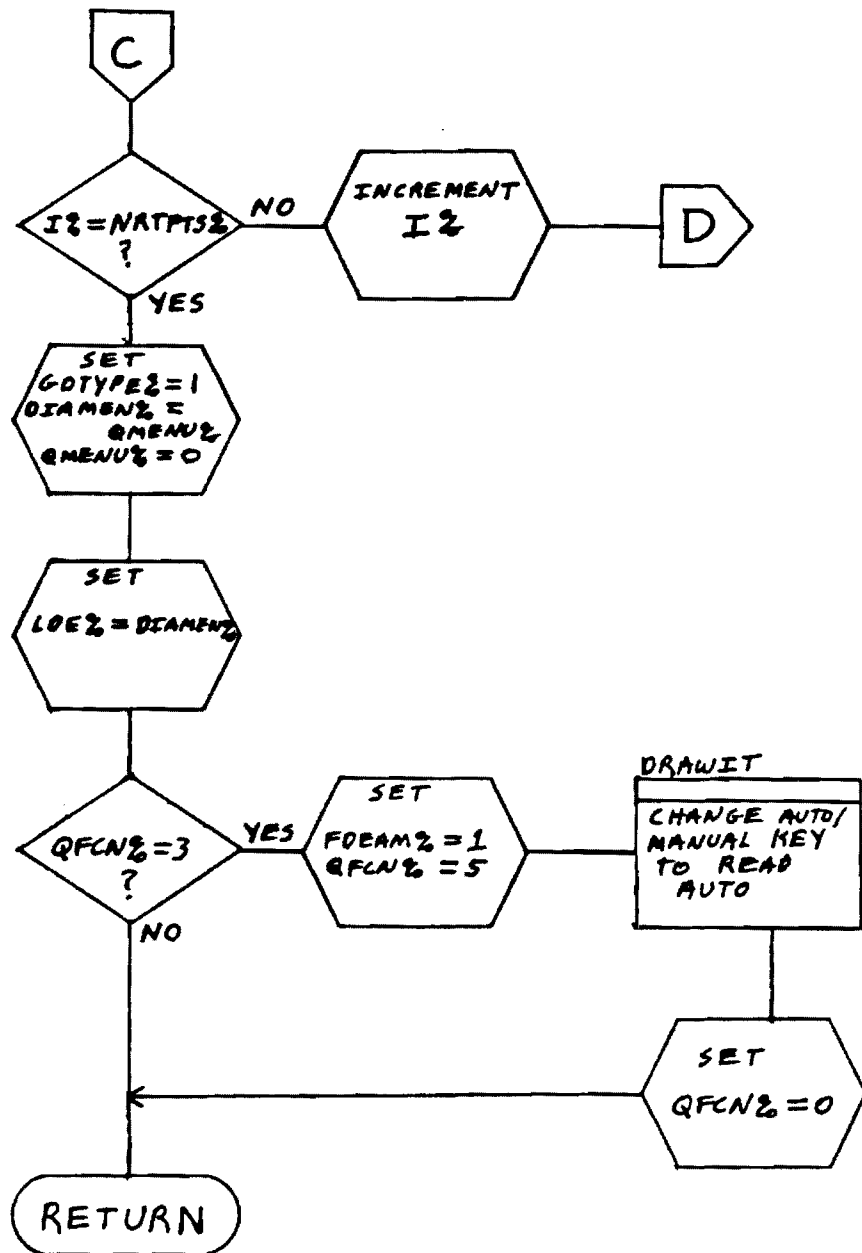 C
I%=NRTPTS%
?
NO
INCREMENT
I%
D
YES
SET
GOTYPE%=1
DIAMEN%=
QMENU%
QMENU%=0
SET
LOE%=DIAMEN%
QFCN%=3
?
YES
SET
FOEAM%=1
QFCN%=5
DRAWIT
CHANGE AUTO/
MANUAL KEY
TO READ
AUTO
NO
SET
QFCN%=0
RETURN